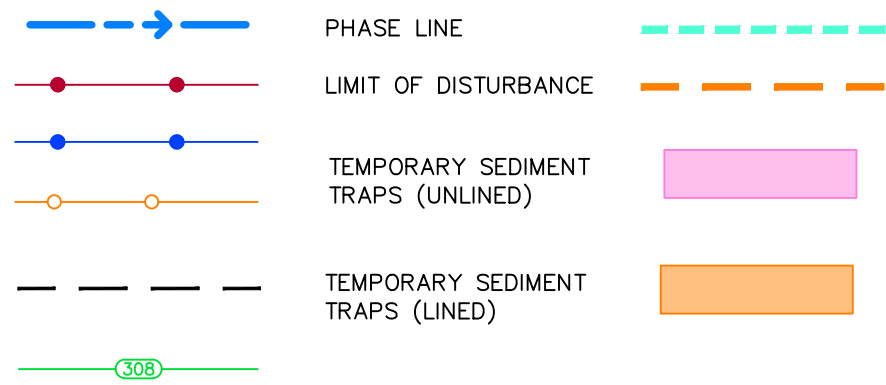 PHASE LINE
LIMIT OF DISTURBANCE
TEMPORARY SEDIMENT
TRAPS (UNLINED)
TEMPORARY SEDIMENT
TRAPS (LINED)
308